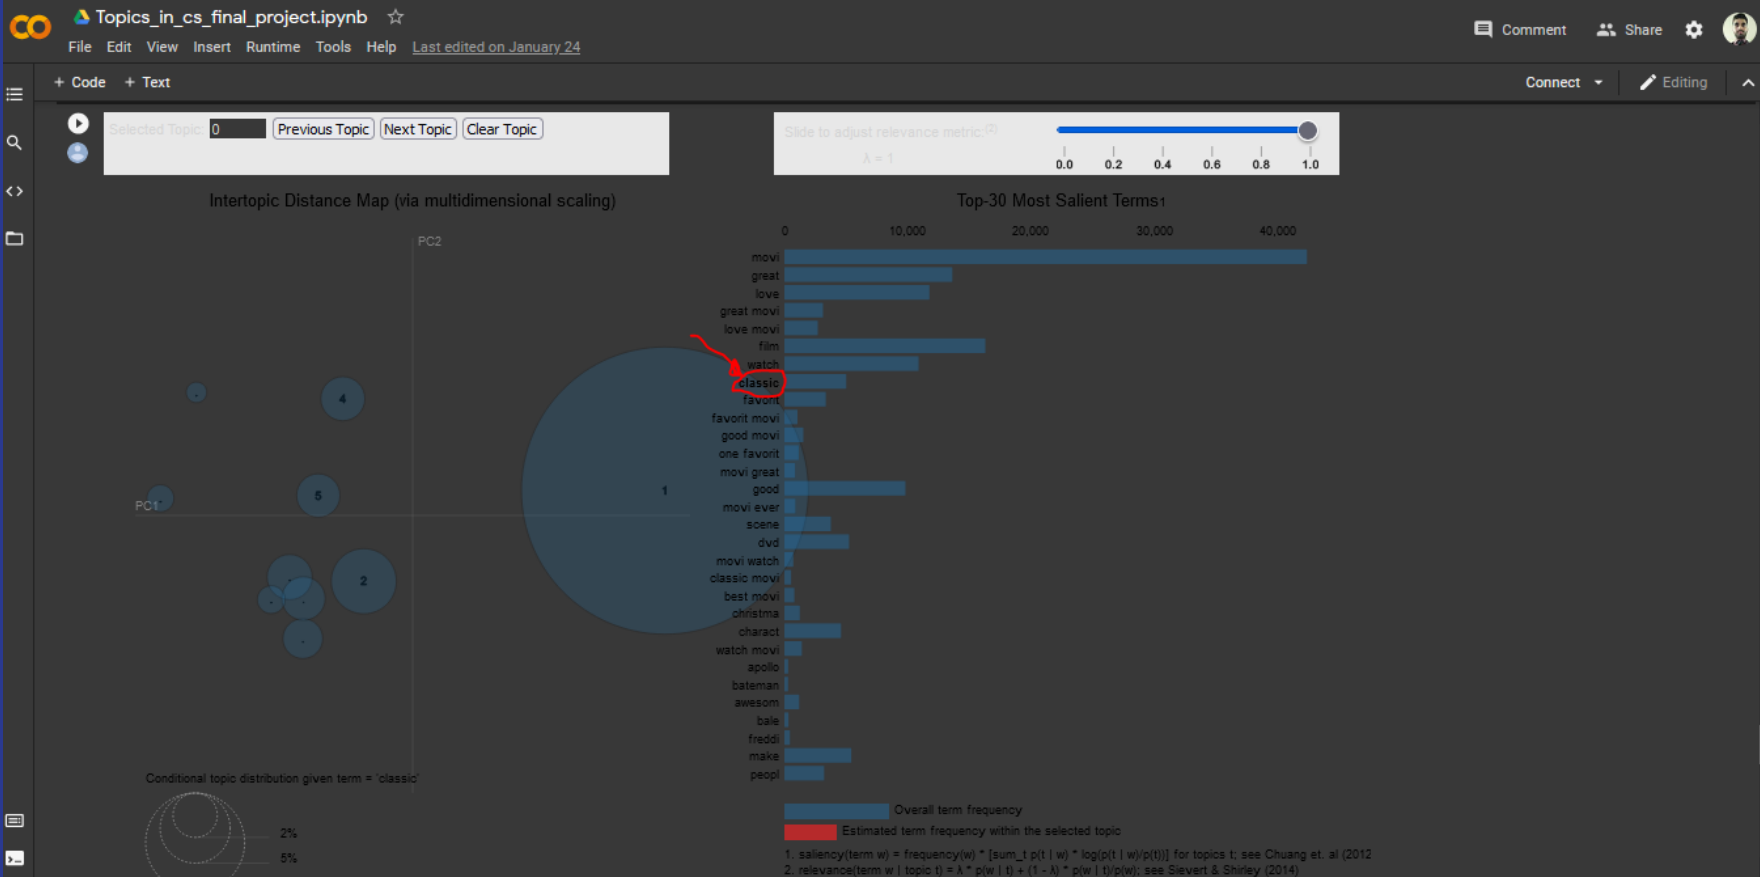 Topics_in_cs_final_project.ipynb
Comment
Share
File Edit View Insert Runtime Tools Help Last edited on January 24
+ Code + Text
Connect
Editing
Selected Topic: 0 Previous Topic Next Topic Clear Topic
Slide to adjust relevance metric:(2)
λ = 1
0.0 0.2 0.4 0.6 0.8 1.0
Intertopic Distance Map (via multidimensional scaling)
PC2
PC1
4
5
1
2
Top-30 Most Salient Terms1
0 10,000 20,000 30,000 40,000
movi
great
love
great movi
love movi
film
watch
classic
favorit
favorit movi
good movi
one favorit
movi great
good
movi ever
scene
dvd
movi watch
classic movi
best movi
christma
charact
watch movi
apollo
bateman
awesom
bale
freddi
make
peopl
Conditional topic distribution given term = 'classic'
2%
5%
Overall term frequency
Estimated term frequency within the selected topic
1. saliency(term w) = frequency(w) * [sum_t p(t | w) * log(p(t | w)/p(t))] for topics t; see Chuang et. al (2012
2. relevance(term w | topic t) = λ * p(w | t) + (1 - λ) * p(w | t)/p(w); see Sievert & Shirley (2014)